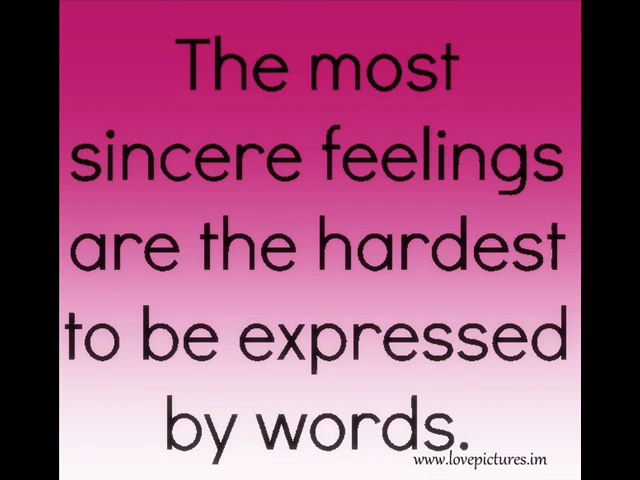 The most
sincere feelings
are the hardest
to be expressed
by words.
www.lovepictures.im